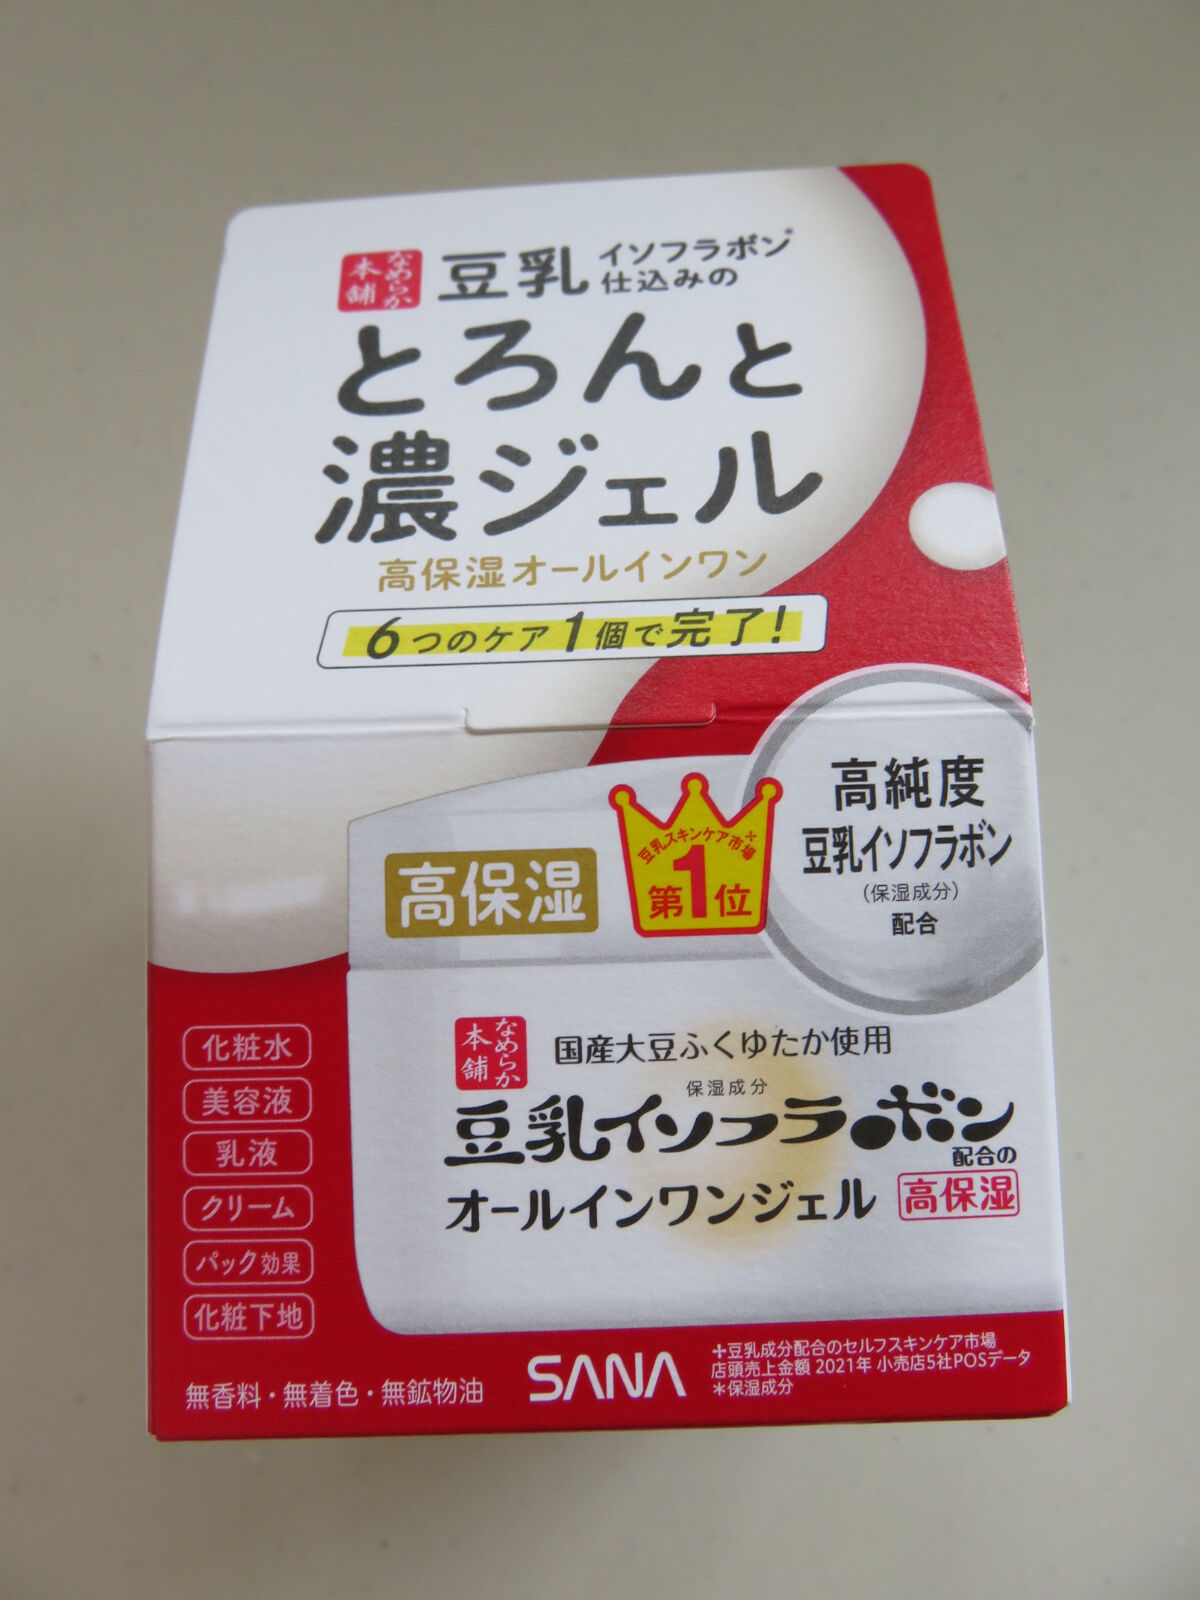 なめらか本舗
豆乳イソフラボン*
仕込みの
とろんと
濃ジェル
高保湿オールインワン
6つのケア1個で完了!
高保湿
豆乳スキンケア市場※
第1位
高純度
豆乳イソフラボン
(保湿成分)
配合
なめらか本舗
国産大豆ふくゆたか使用
保湿成分
豆乳イソフラボン
配合の
オールインワンジェル 高保湿
化粧水
美容液
乳液
クリーム
パック効果
化粧下地
無香料・無着色・無鉱物油
SANA
+豆乳成分配合のセルフスキンケア市場
店頭売上金額 2021年 小売店5社POSデータ
*保湿成分